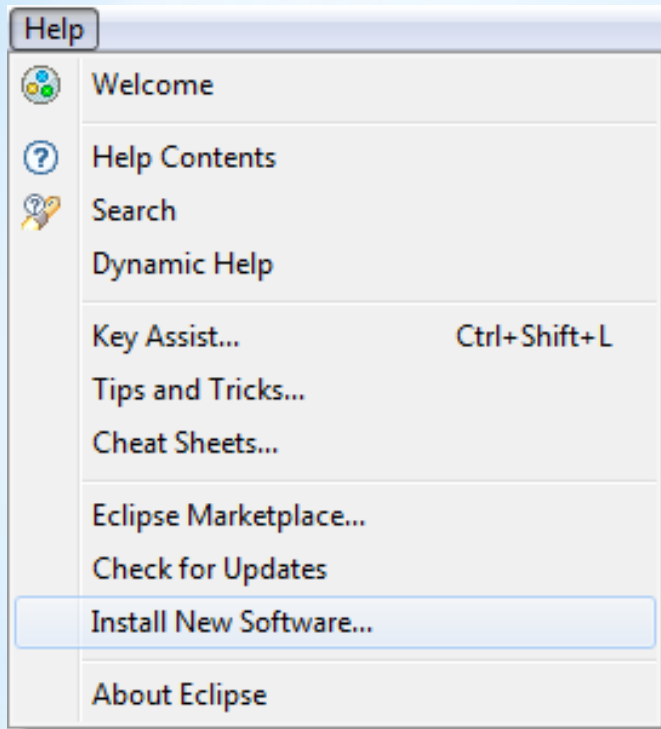 Help
Welcome
Help Contents
Search
Dynamic Help
Key Assist... Ctrl+Shift+L
Tips and Tricks...
Cheat Sheets...
Eclipse Marketplace...
Check for Updates
Install New Software...
About Eclipse